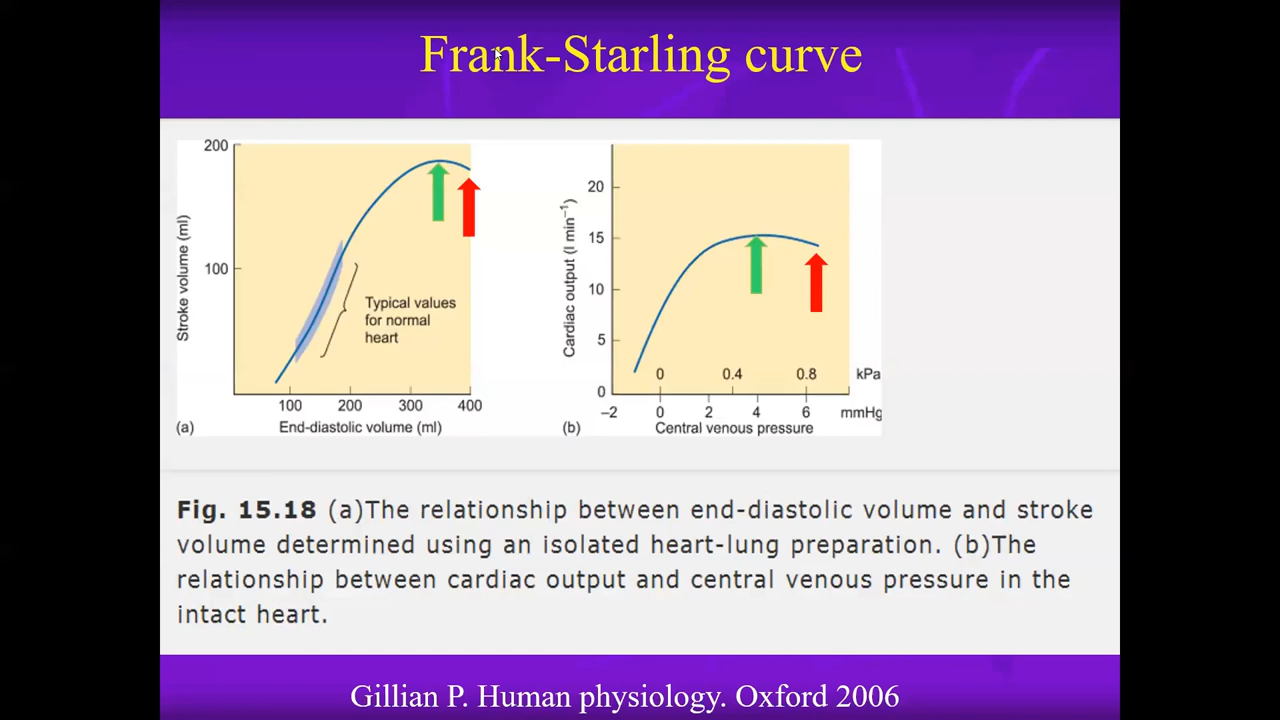 Frank-Starling curve
200
100
Stroke volume (ml)
Typical values
for normal
heart
100 200 300 400
(a) End-diastolic volume (ml)
20
15
10
5
0
Cardiac output (l min⁻¹)
0 0.4 0.8 kPa
–2 0 2 4 6 mmHg
(b) Central venous pressure
Fig. 15.18 (a)The relationship between end-diastolic volume and stroke
volume determined using an isolated heart-lung preparation. (b)The
relationship between cardiac output and central venous pressure in the
intact heart.
Gillian P. Human physiology. Oxford 2006